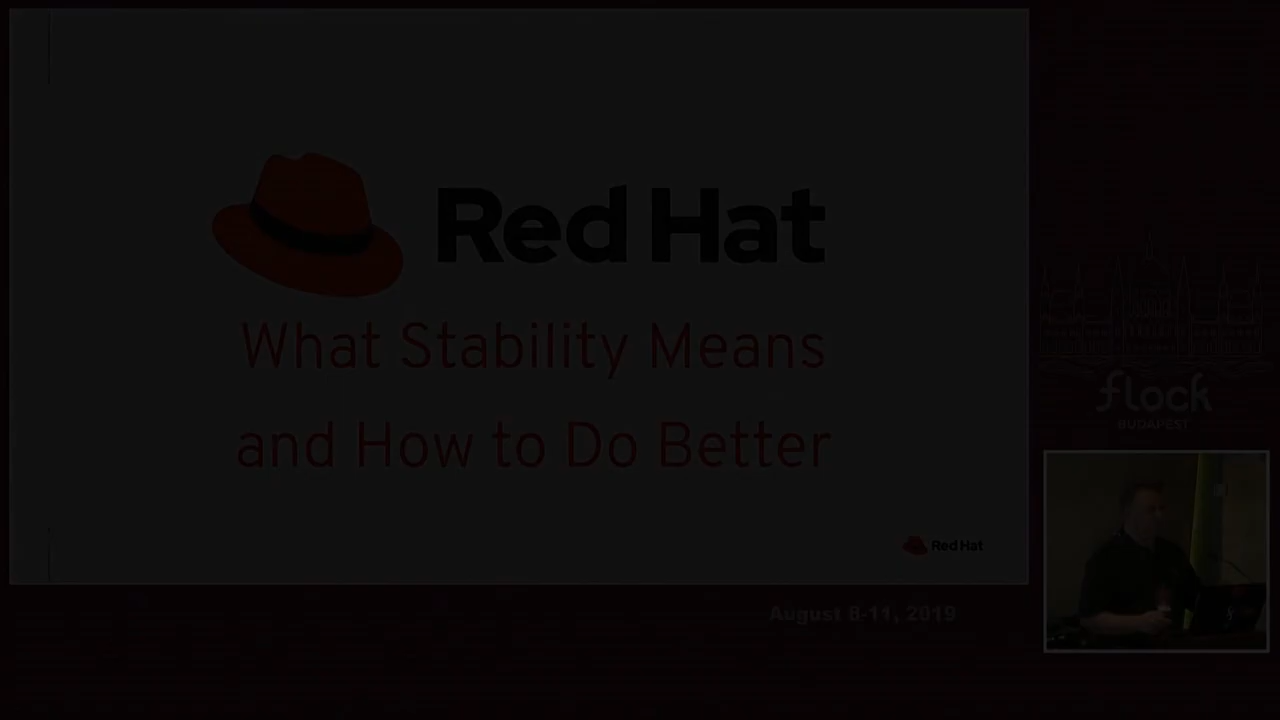 Red Hat
What Stability Means
and How to Do Better
Red Hat
flock
BUDAPEST
August 8-11, 2019